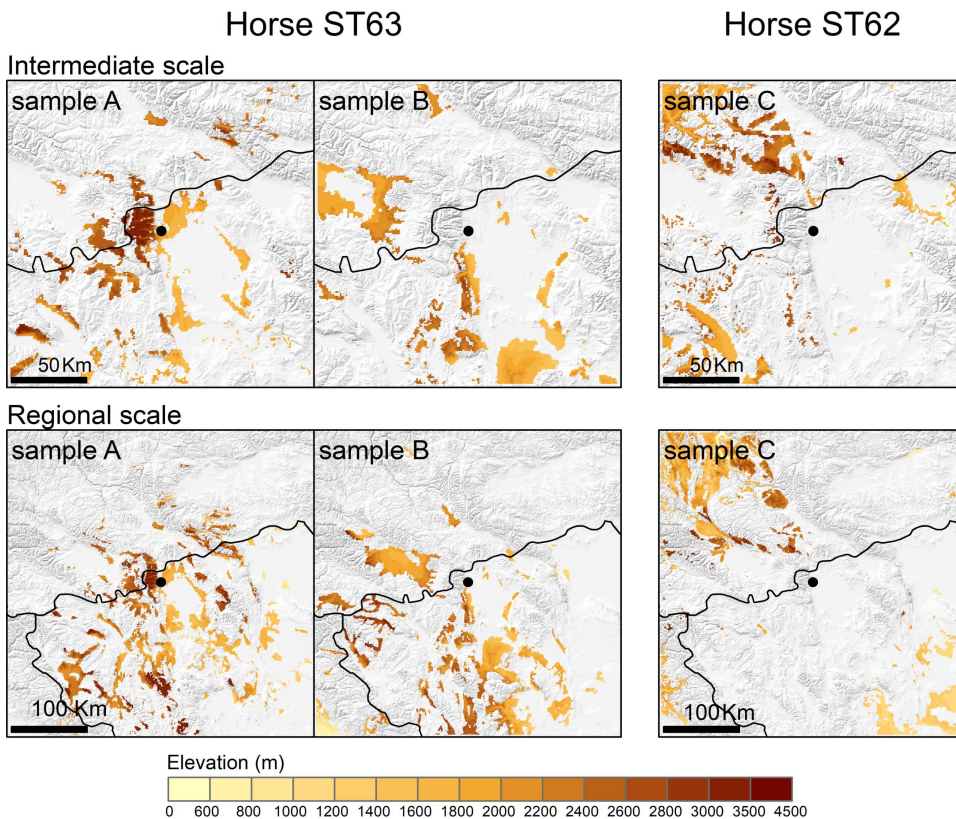 Horse ST63 Horse ST62
Intermediate scale
sample A sample B sample C
50 Km 50 Km
Regional scale
sample A sample B sample C
100 Km 100 Km
Elevation (m)
0 600 1000 1200 1400 1600 1800 2000 2200 2400 2600 2800 3000 3500 4500